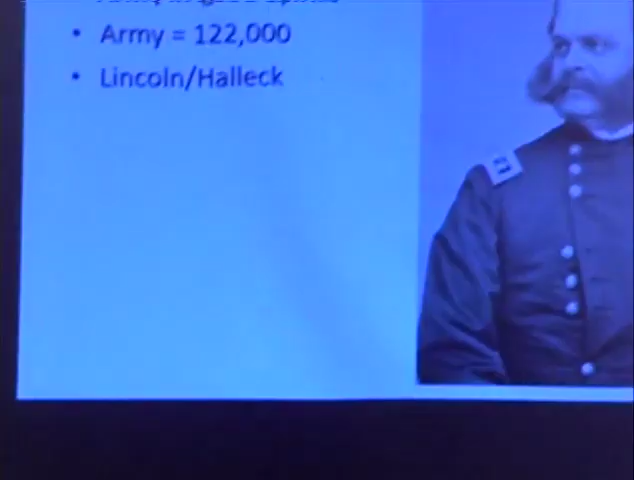 • Army = 122,000
• Lincoln/Halleck